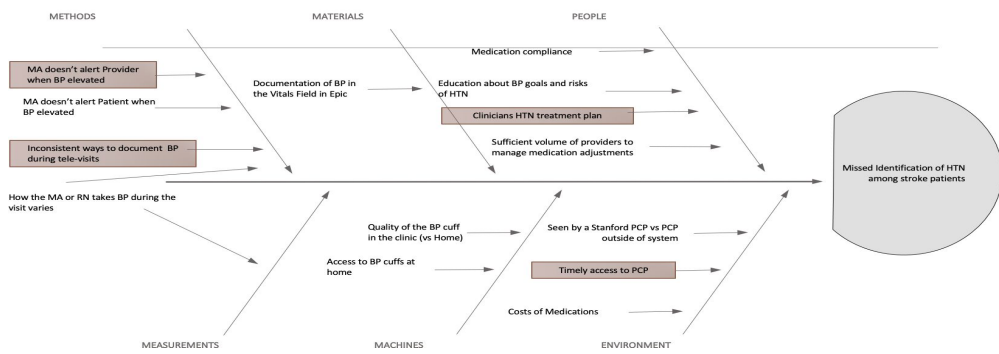 METHODS
MATERIALS
PEOPLE
Medication compliance
MA doesn’t alert Provider
when BP elevated
Documentation of BP in
the Vitals Field in Epic
Education about BP goals and risks
of HTN
MA doesn’t alert Patient when
BP elevated
Clinicians HTN treatment plan
Inconsistent ways to document BP
during tele-visits
Sufficient volume of providers to
manage medication adjustments
Missed Identification of HTN
among stroke patients
How the MA or RN takes BP during the
visit varies
Quality of the BP cuff
in the clinic (vs Home)
Seen by a Stanford PCP vs PCP
outside of system
Access to BP cuffs at
home
Timely access to PCP
Costs of Medications
MEASUREMENTS
MACHINES
ENVIRONMENT